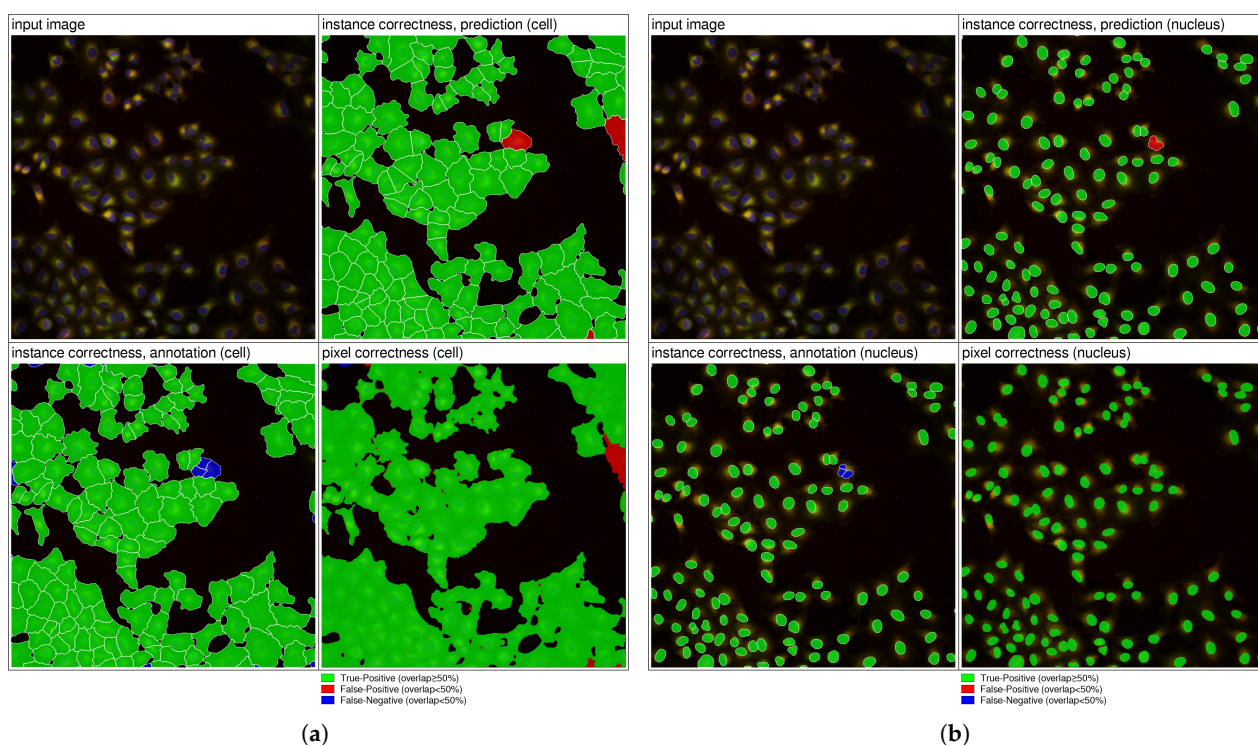 input image
instance correctness, prediction (cell)
instance correctness, annotation (cell)
pixel correctness (cell)
True-Positive (overlap≥50%)
False-Positive (overlap<50%)
False-Negative (overlap<50%)
(a)
input image
instance correctness, prediction (nucleus)
instance correctness, annotation (nucleus)
pixel correctness (nucleus)
True-Positive (overlap≥50%)
False-Positive (overlap<50%)
False-Negative (overlap<50%)
(b)